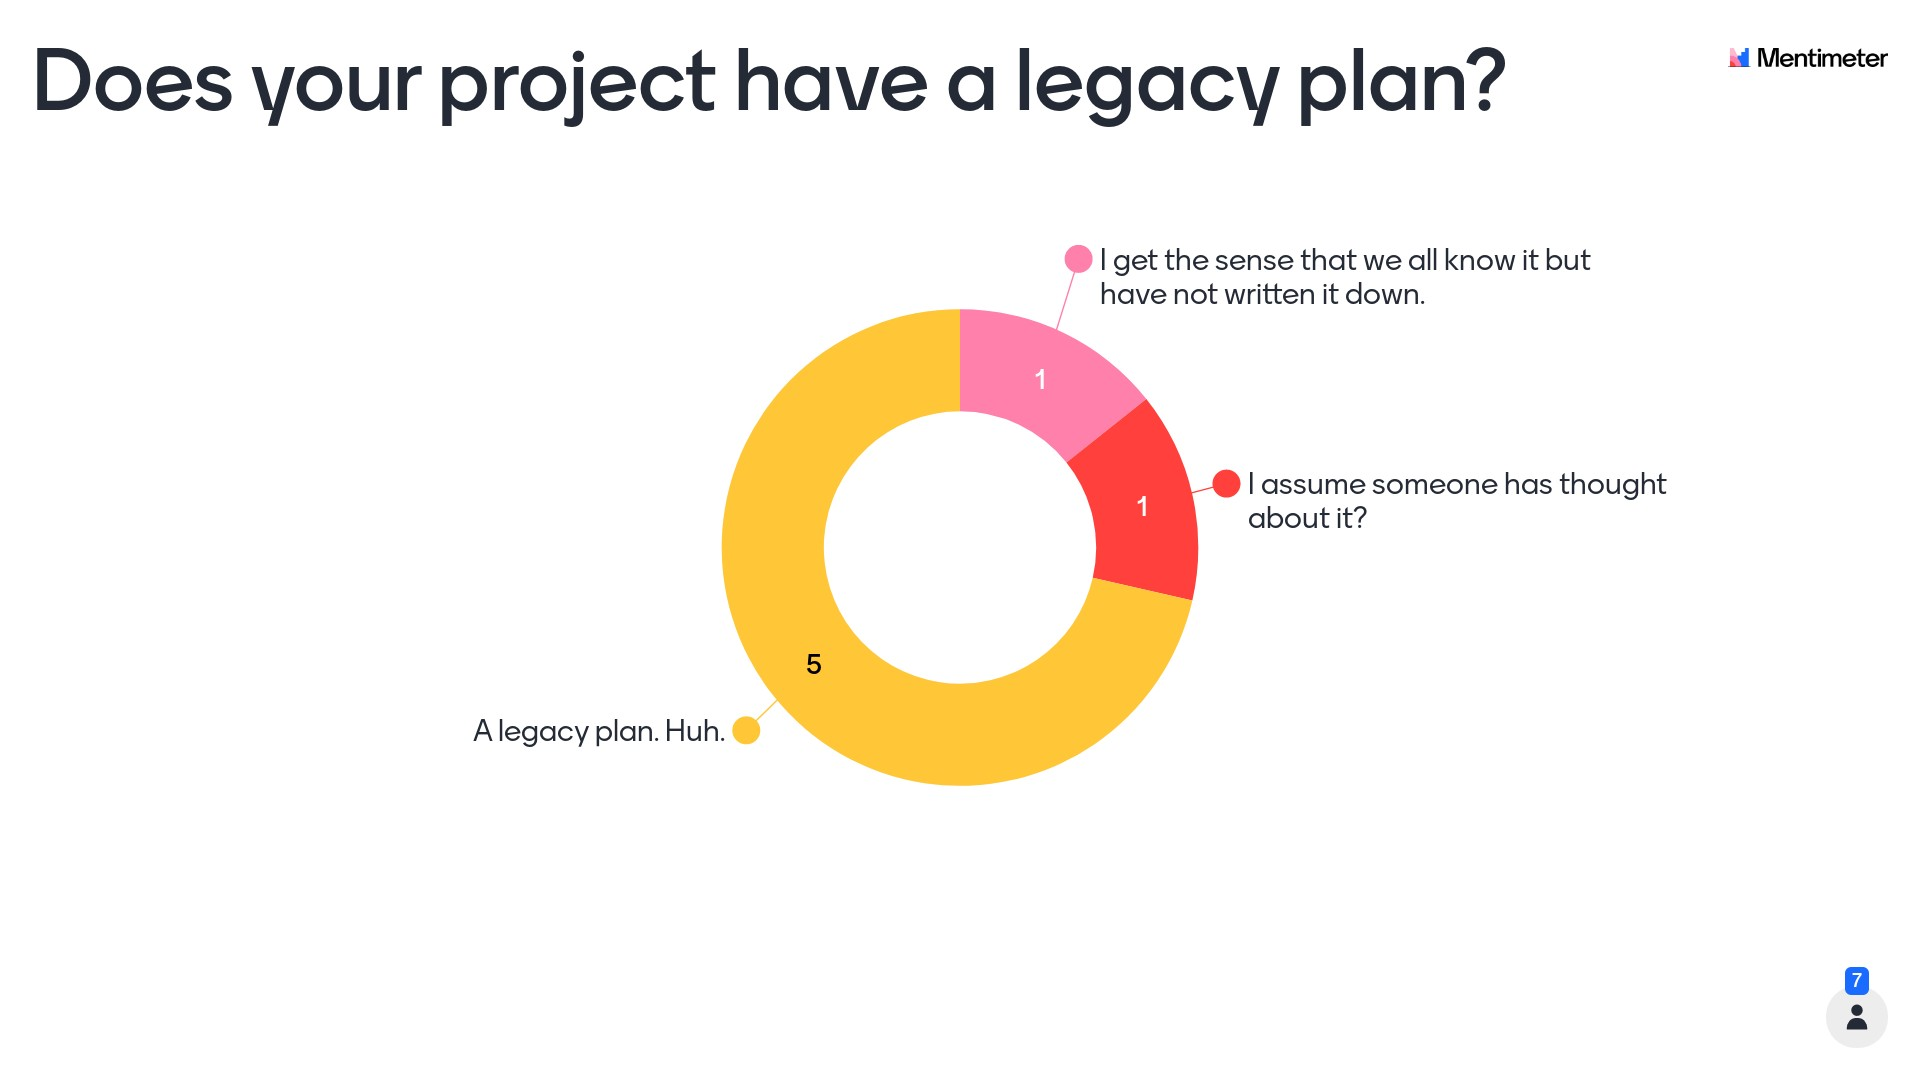 Does your project have a legacy plan?
Mentimeter
I get the sense that we all know it but
have not written it down.
1
I assume someone has thought
about it?
1
5
A legacy plan. Huh.
7